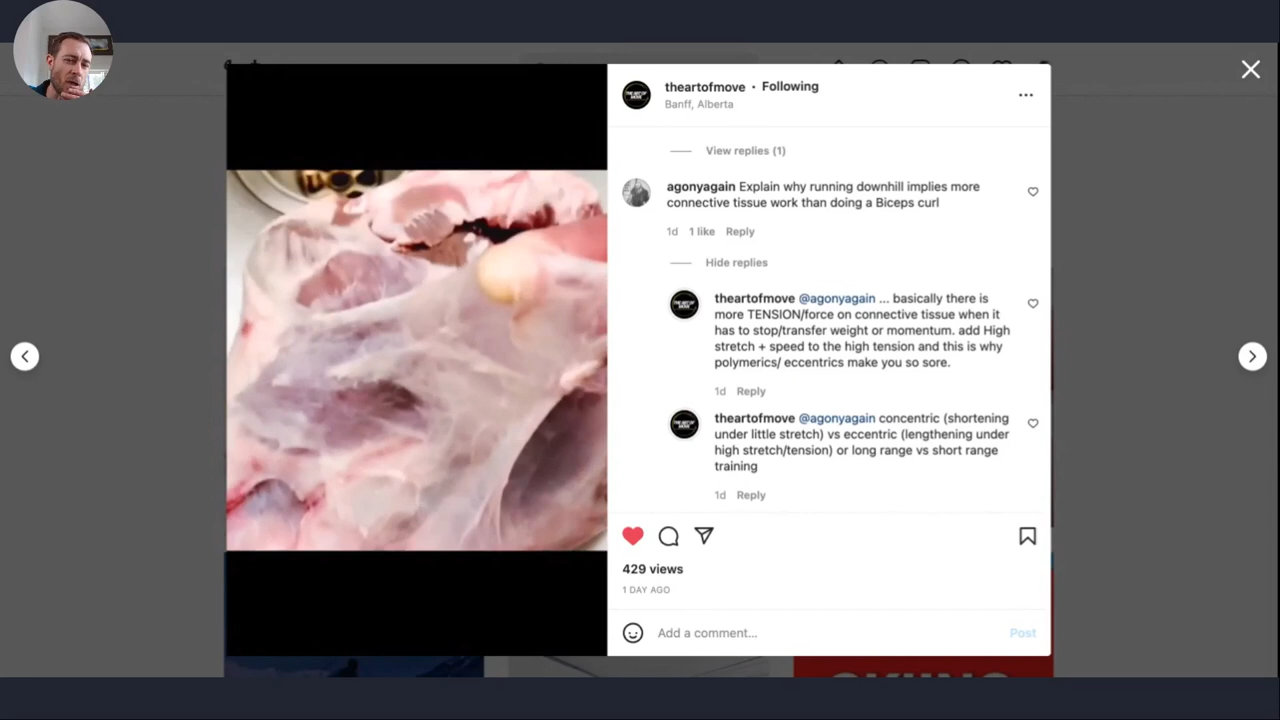 theartofmove • Following
Banff, Alberta
View replies (1)
agonyagain Explain why running downhill implies more
connective tissue work than doing a Biceps curl
1d 1 like Reply
Hide replies
theartofmove @agonyagain ... basically there is
more TENSION/force on connective tissue when it
has to stop/transfer weight or momentum. add High
stretch + speed to the high tension and this is why
polymerics/ eccentrics make you so sore.
1d Reply
theartofmove @agonyagain concentric (shortening
under little stretch) vs eccentric (lengthening under
high stretch/tension) or long range vs short range
training
1d Reply
429 views
1 DAY AGO
Add a comment...
Post